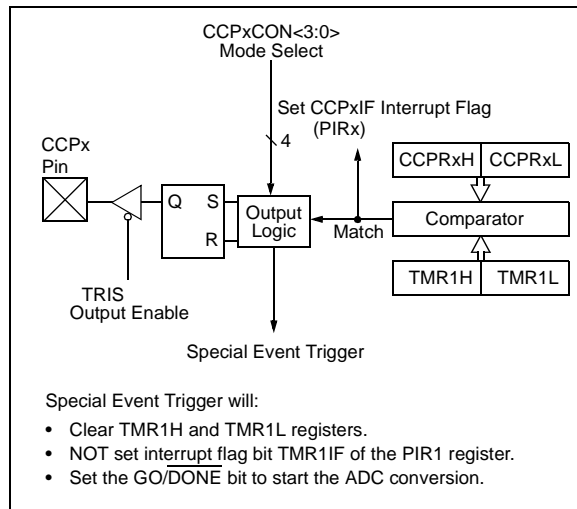 CCPxCON<3:0>
Mode Select
Set CCPxIF Interrupt Flag
(PIRx)
4
CCPx
Pin
CCPRxH CCPRxL
Q S
R
Output
Logic
Match
Comparator
TMR1H TMR1L
TRIS
Output Enable
Special Event Trigger
Special Event Trigger will:
• Clear TMR1H and TMR1L registers.
• NOT set interrupt flag bit TMR1IF of the PIR1 register.
• Set the GO/DONE bit to start the ADC conversion.